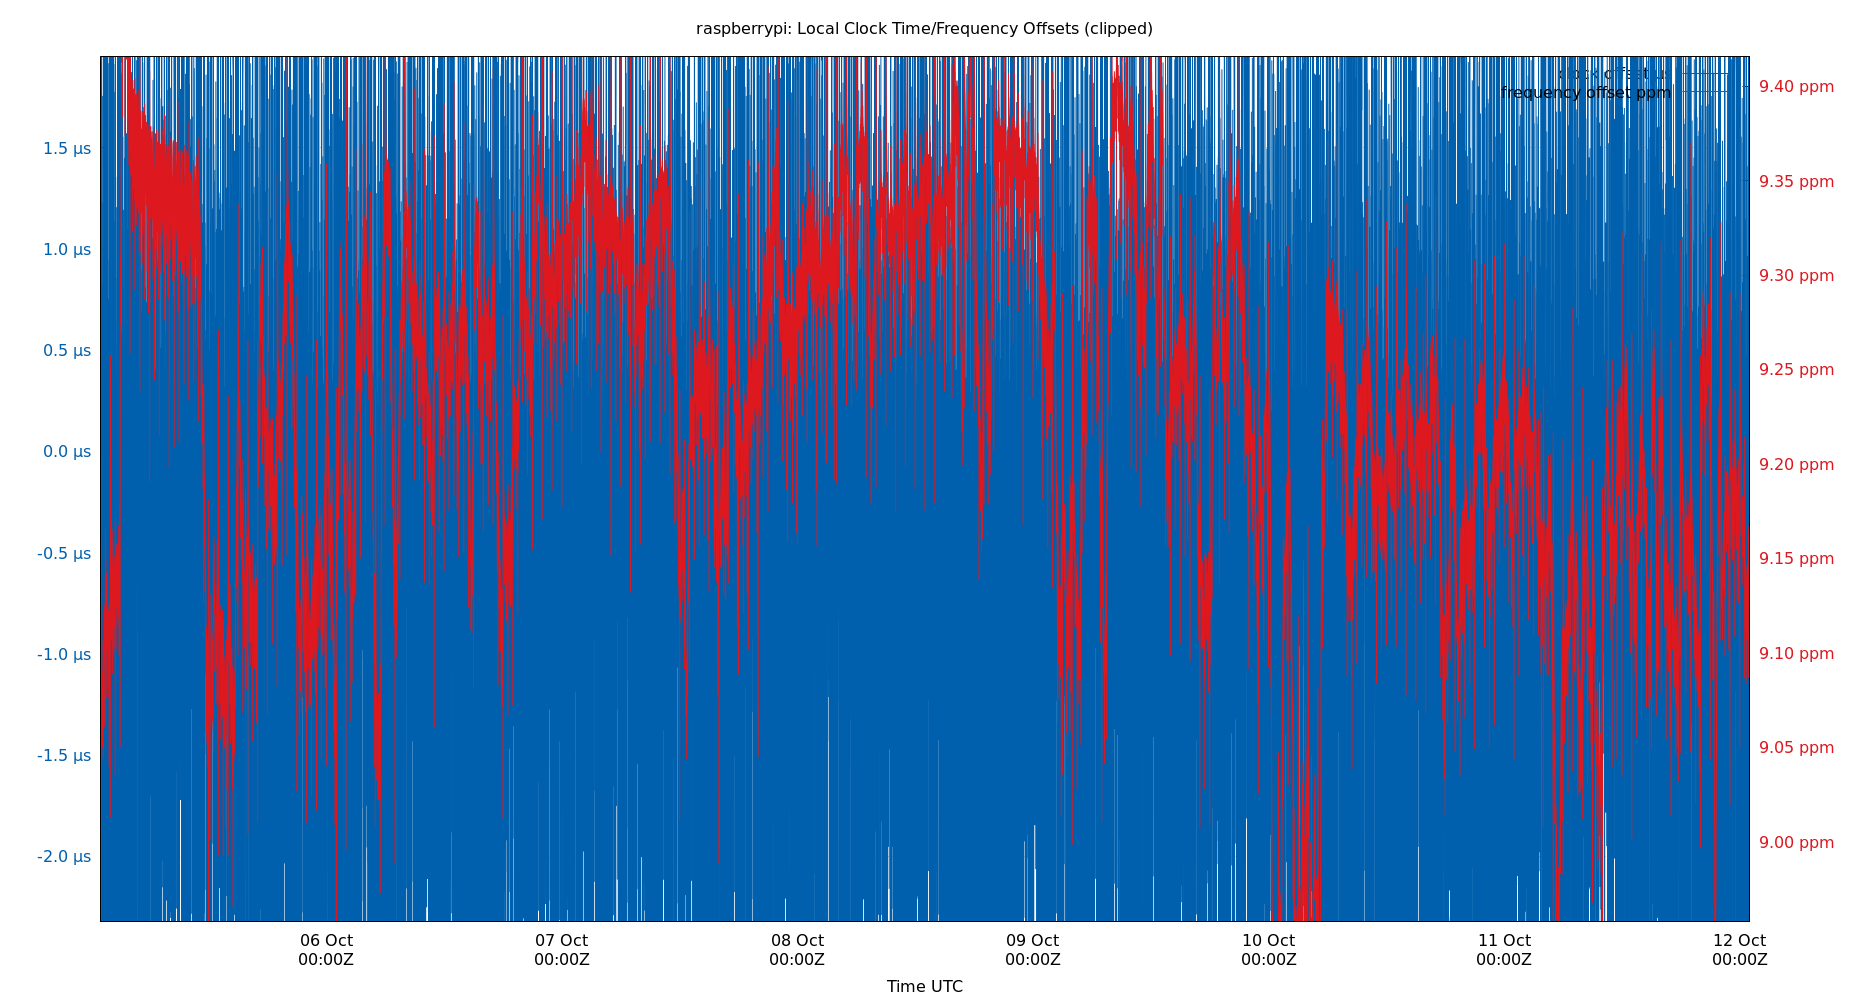 raspberrypi: Local Clock Time/Frequency Offsets (clipped)
clock offset µs
frequency offset ppm
1.5 µs
1.0 µs
0.5 µs
0.0 µs
-0.5 µs
-1.0 µs
-1.5 µs
-2.0 µs
9.40 ppm
9.35 ppm
9.30 ppm
9.25 ppm
9.20 ppm
9.15 ppm
9.10 ppm
9.05 ppm
9.00 ppm
06 Oct
00:00Z
07 Oct
00:00Z
08 Oct
00:00Z
09 Oct
00:00Z
10 Oct
00:00Z
11 Oct
00:00Z
12 Oct
00:00Z
Time UTC